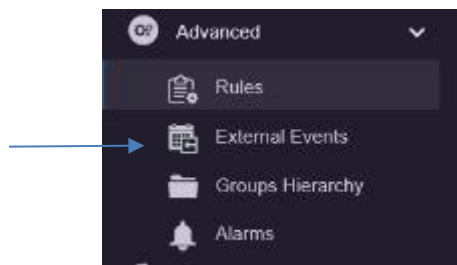 Advanced
Rules
External Events
Groups Hierarchy
Alarms